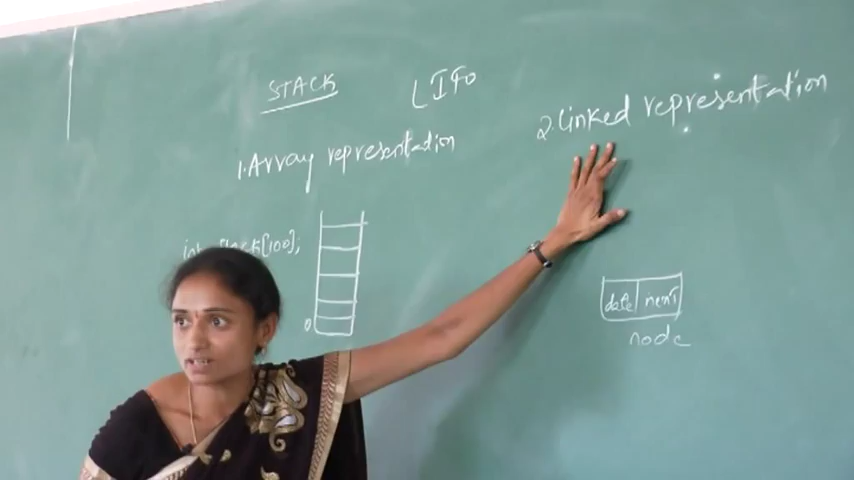 STACK
LIFO
1. Array representation
2. Linked representation
int stack[100];
0
data next
node